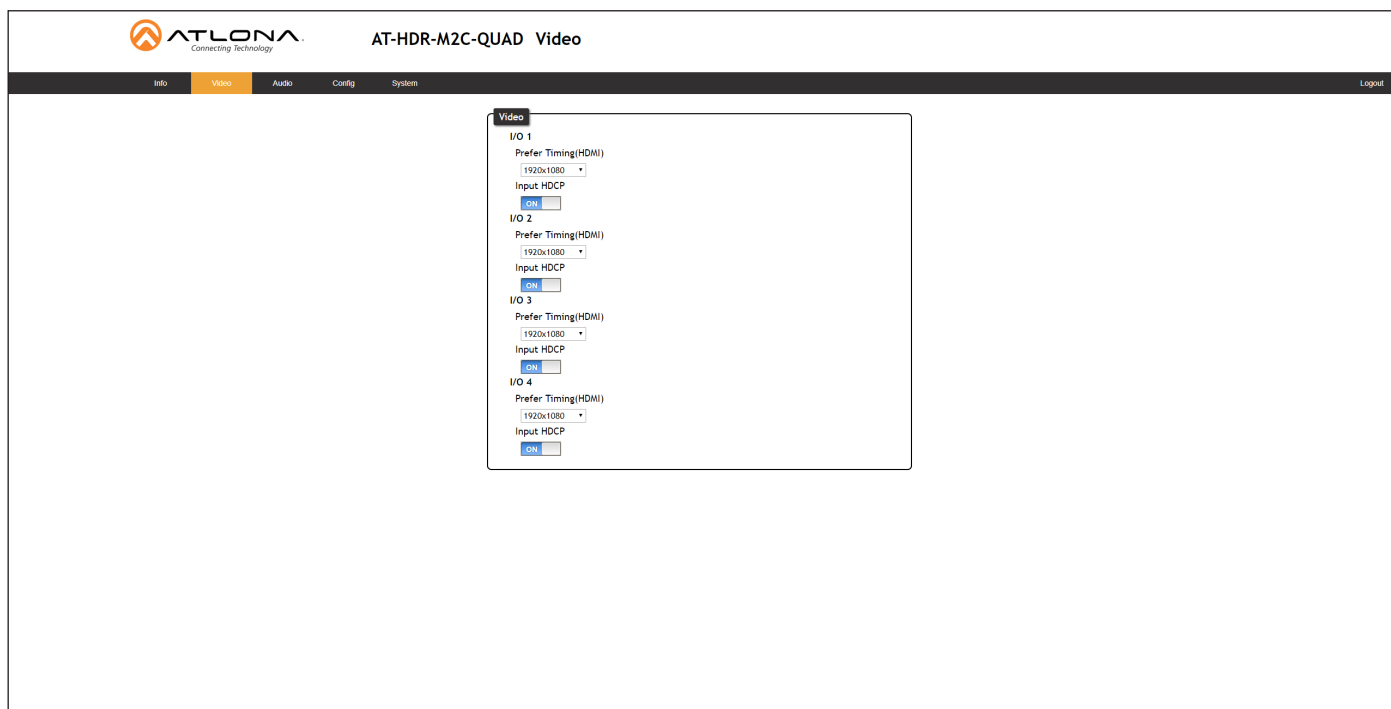 ATLONA.
Connecting Technology
AT-HDR-M2C-QUAD Video
Info Video Audio Config System Logout
Video
I/O 1
Prefer Timing(HDMI)
1920x1080
Input HDCP
ON
I/O 2
Prefer Timing(HDMI)
1920x1080
Input HDCP
ON
I/O 3
Prefer Timing(HDMI)
1920x1080
Input HDCP
ON
I/O 4
Prefer Timing(HDMI)
1920x1080
Input HDCP
ON